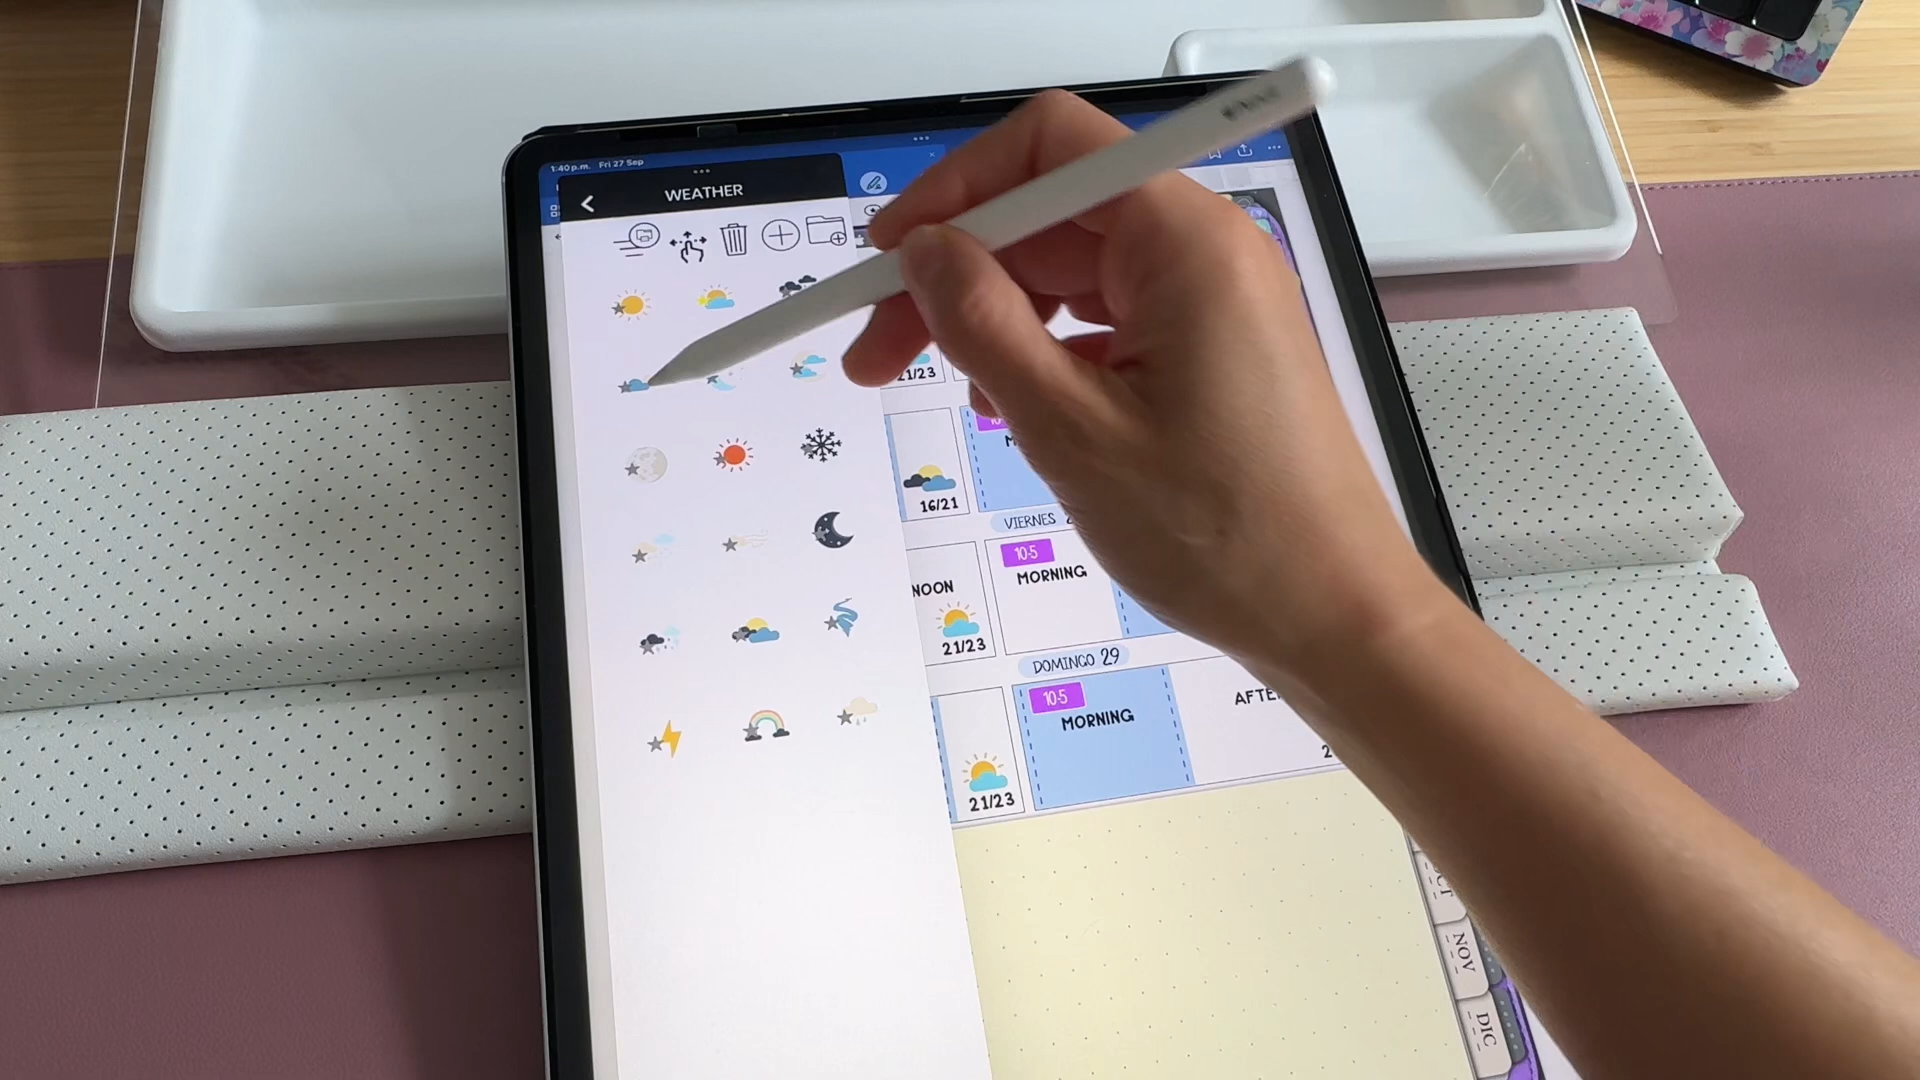 1:40 p.m. Fri 27 Sep
WEATHER
21/23
16/21
VIERNES
10-5
MORNING
NOON
21/23
DOMINGO 29
10-5
MORNING
21/23
NOV
DIC